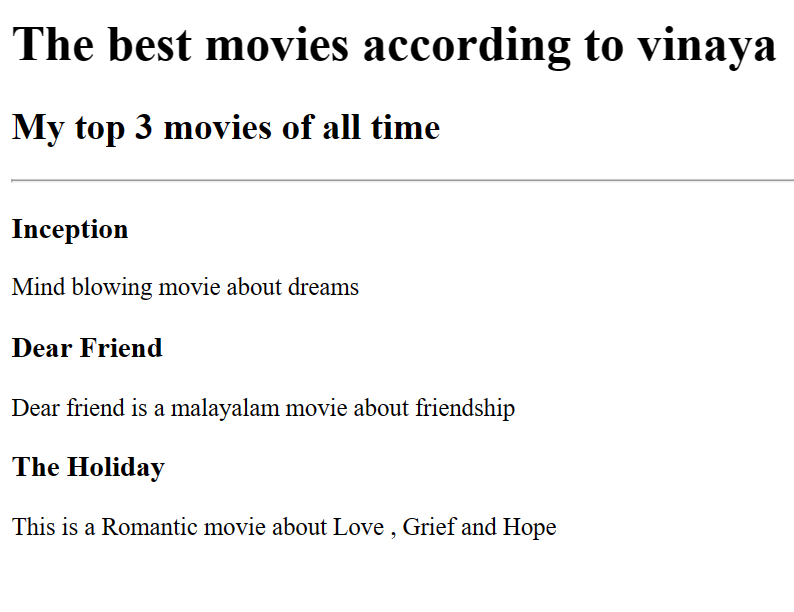 The best movies according to vinaya
My top 3 movies of all time
Inception
Mind blowing movie about dreams
Dear Friend
Dear friend is a malayalam movie about friendship
The Holiday
This is a Romantic movie about Love , Grief and Hope